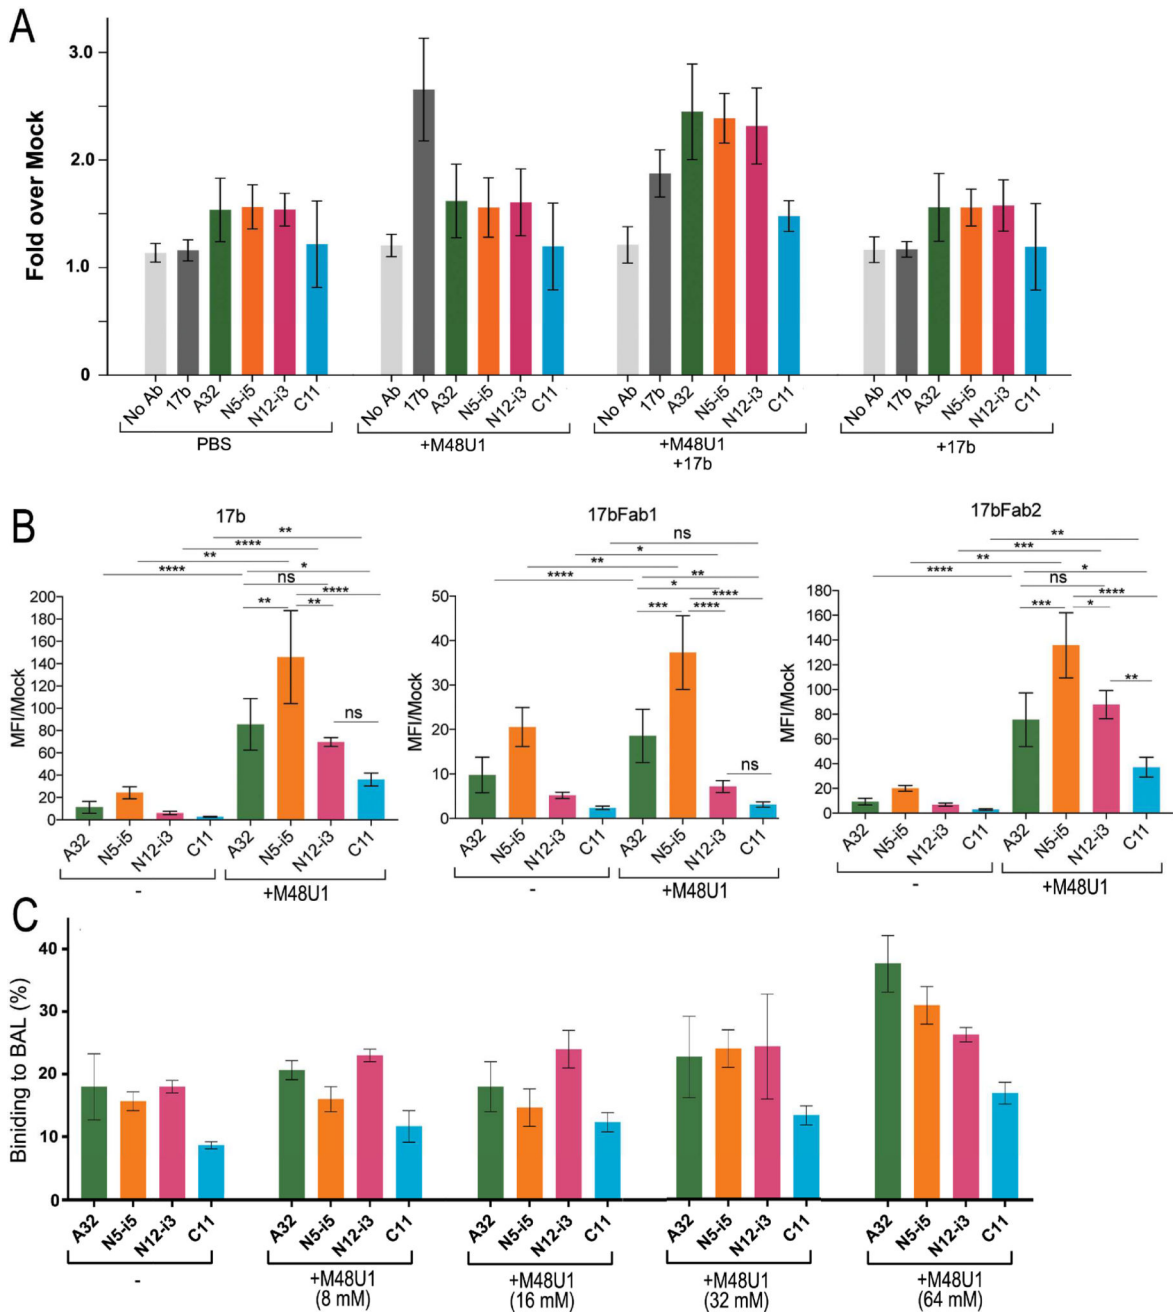 A
Fold over Mock
3.0
2.0
1.0
0
No Ab 17b A32 N5-i5 N12-i3 C11
No Ab 17b A32 N5-i5 N12-i3 C11
No Ab 17b A32 N5-i5 N12-i3 C11
No Ab 17b A32 N5-i5 N12-i3 C11
PBS
+M48U1
+M48U1
+17b
+17b
B
17b
**
****
**
****
*
ns
****
**
**
ns
MFI/Mock
200
180
160
140
120
100
80
60
40
20
0
A32 N5-i5 N12-i3 C11
A32 N5-i5 N12-i3 C11
-
+M48U1
17bFab1
ns
*
**
****
**
*
****
***
****
ns
MFI/Mock
50
40
30
20
10
0
A32 N5-i5 N12-i3 C11
A32 N5-i5 N12-i3 C11
-
+M48U1
17bFab2
**
***
**
****
*
ns
****
***
*
**
MFI/Mock
180
160
140
120
100
80
60
40
20
0
A32 N5-i5 N12-i3 C11
A32 N5-i5 N12-i3 C11
-
+M48U1
C
Biniding to BAL (%)
40
30
20
10
0
A32 N5-i5 N12-i3 C11
A32 N5-i5 N12-i3 C11
A32 N5-i5 N12-i3 C11
A32 N5-i5 N12-i3 C11
A32 N5-i5 N12-i3 C11
-
+M48U1
(8 mM)
+M48U1
(16 mM)
+M48U1
(32 mM)
+M48U1
(64 mM)